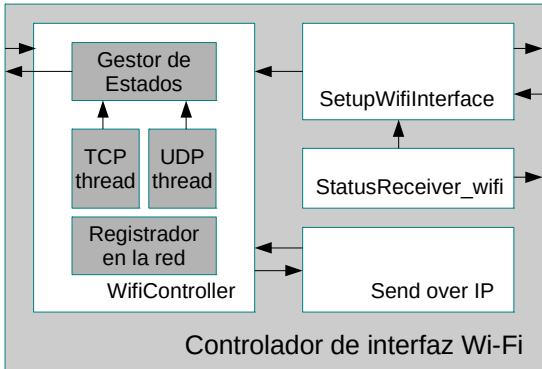 Gestor de
Estados
TCP
thread
UDP
thread
Registrador
en la red
WifiController
SetupWifiInterface
StatusReceiver_wifi
Send over IP
Controlador de interfaz Wi-Fi